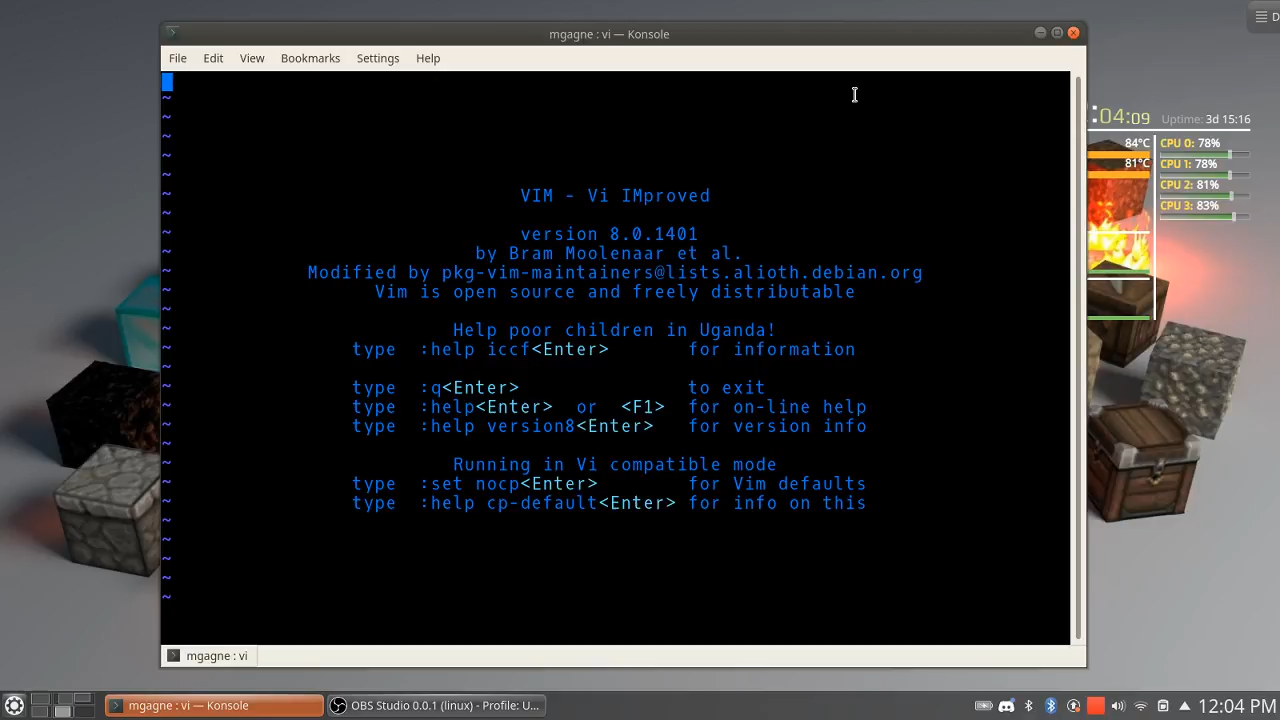 mgagne : vi — Konsole
File Edit View Bookmarks Settings Help
~
~
~
~
~
~ VIM - Vi IMproved
~
~ version 8.0.1401
~ by Bram Moolenaar et al.
~ Modified by pkg-vim-maintainers@lists.alioth.debian.org
~ Vim is open source and freely distributable
~
~ Help poor children in Uganda!
~ type :help iccf<Enter> for information
~
~ type :q<Enter> to exit
~ type :help<Enter> or <F1> for on-line help
~ type :help version8<Enter> for version info
~
~ Running in Vi compatible mode
~ type :set nocp<Enter> for Vim defaults
~ type :help cp-default<Enter> for info on this
~
~
~
~
~
mgagne : vi
D
:04:09 Uptime: 3d 15:16
84°C CPU 0: 78%
81°C CPU 1: 78%
CPU 2: 81%
CPU 3: 83%
mgagne : vi — Konsole
OBS Studio 0.0.1 (linux) - Profile: U...
12:04 PM